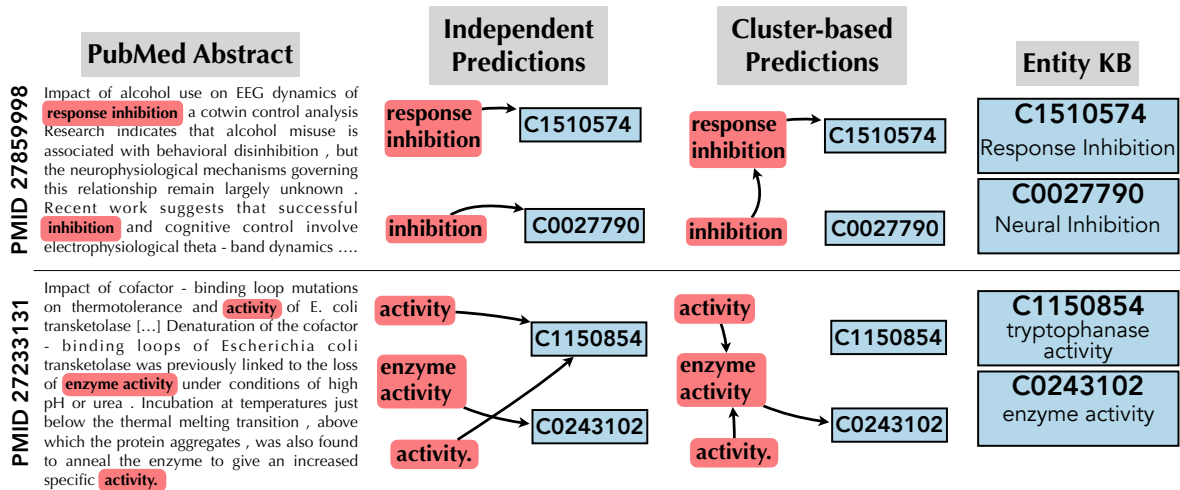 PubMed Abstract
Independent
Predictions
Cluster-based
Predictions
Entity KB
PMID 27859998
Impact of alcohol use on EEG dynamics of
response inhibition a cotwin control analysis
Research indicates that alcohol misuse is
associated with behavioral disinhibition , but
the neurophysiological mechanisms governing
this relationship remain largely unknown .
Recent work suggests that successful
inhibition and cognitive control involve
electrophysiological theta - band dynamics ....
response
inhibition
C1510574
inhibition
C0027790
response
inhibition
C1510574
inhibition
C0027790
C1510574
Response Inhibition
C0027790
Neural Inhibition
PMID 27233131
Impact of cofactor - binding loop mutations
on thermotolerance and activity of E. coli
transketolase [...] Denaturation of the cofactor
- binding loops of Escherichia coli
transketolase was previously linked to the loss
of enzyme activity under conditions of high
pH or urea . Incubation at temperatures just
below the thermal melting transition , above
which the protein aggregates , was also found
to anneal the enzyme to give an increased
specific activity.
activity
C1150854
enzyme
activity
C0243102
activity.
activity
C1150854
enzyme
activity
C0243102
activity.
C1150854
tryptophanase
activity
C0243102
enzyme activity